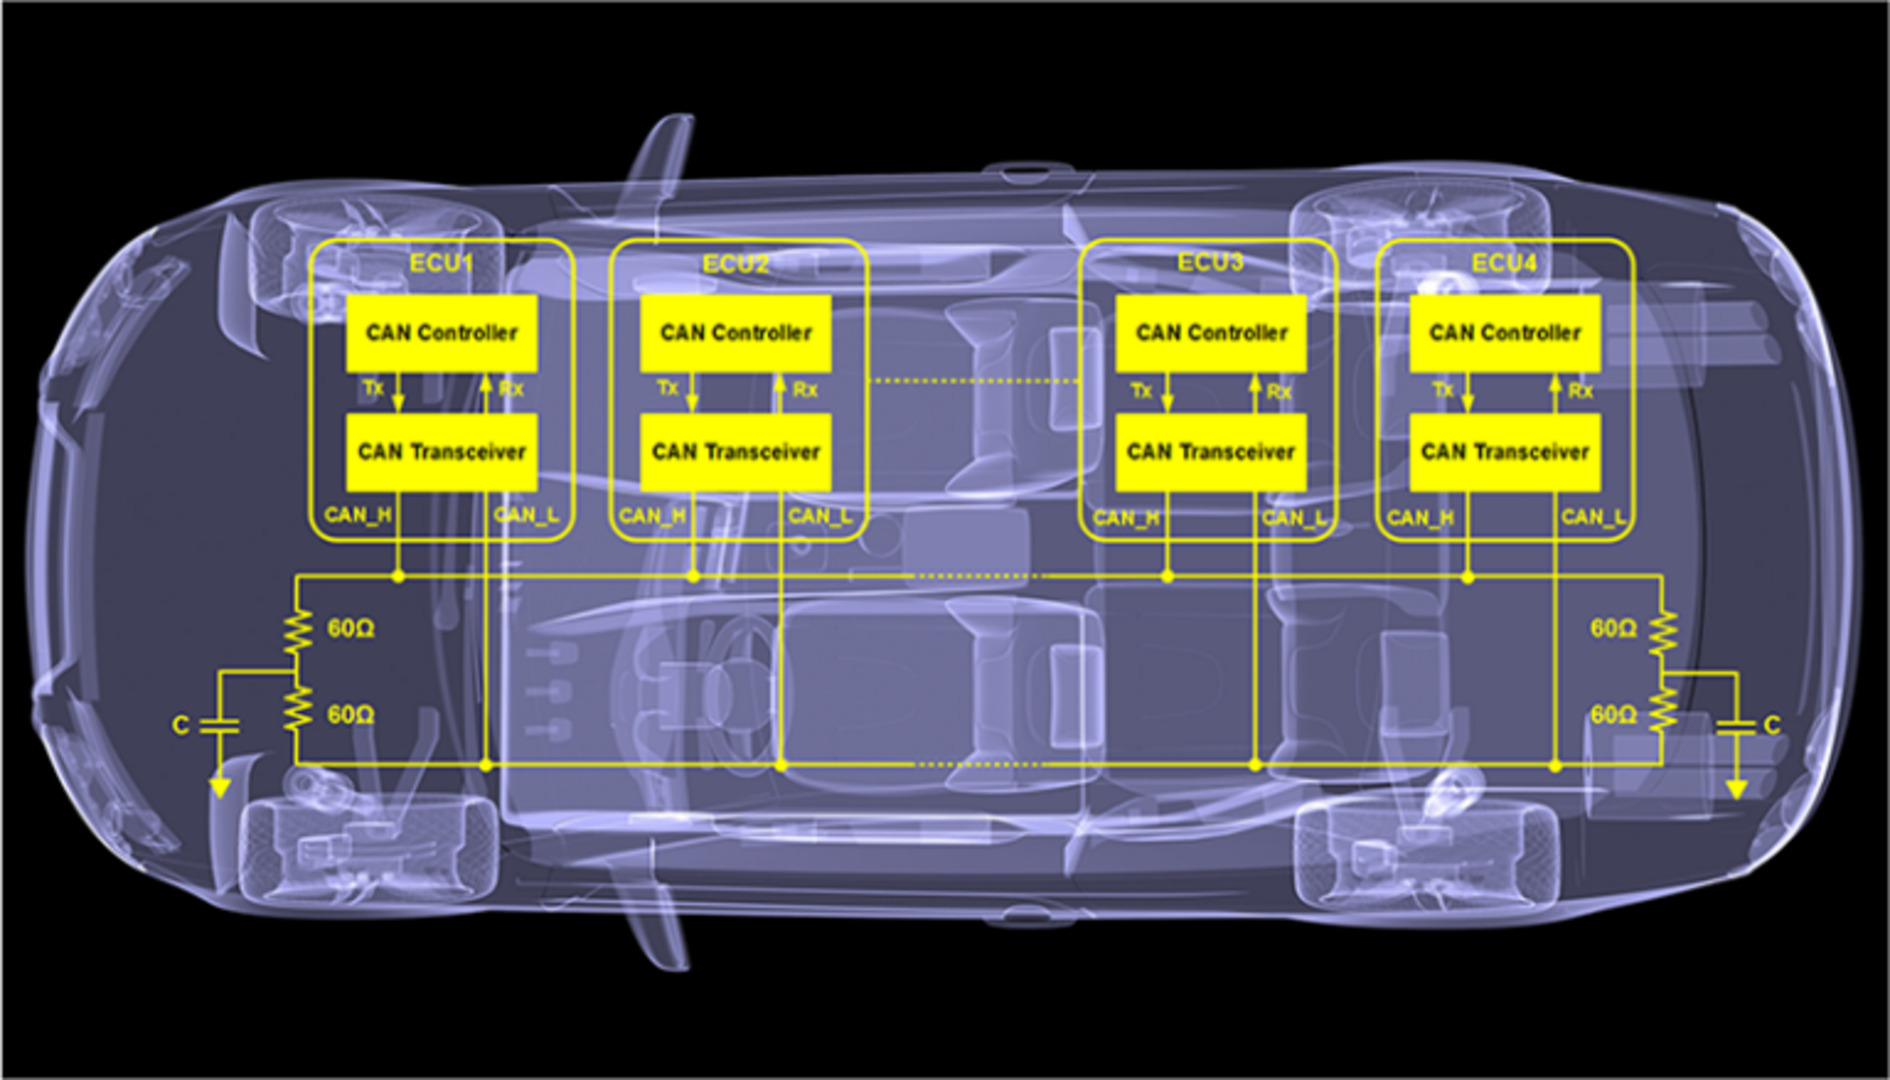 ECU1
CAN Controller
Tx
Rx
CAN Transceiver
CAN_H
CAN_L
ECU2
CAN Controller
Tx
Rx
CAN Transceiver
CAN_H
CAN_L
ECU3
CAN Controller
Tx
Rx
CAN Transceiver
CAN_H
CAN_L
ECU4
CAN Controller
Tx
Rx
CAN Transceiver
CAN_H
CAN_L
60Ω
60Ω
C
60Ω
60Ω
C